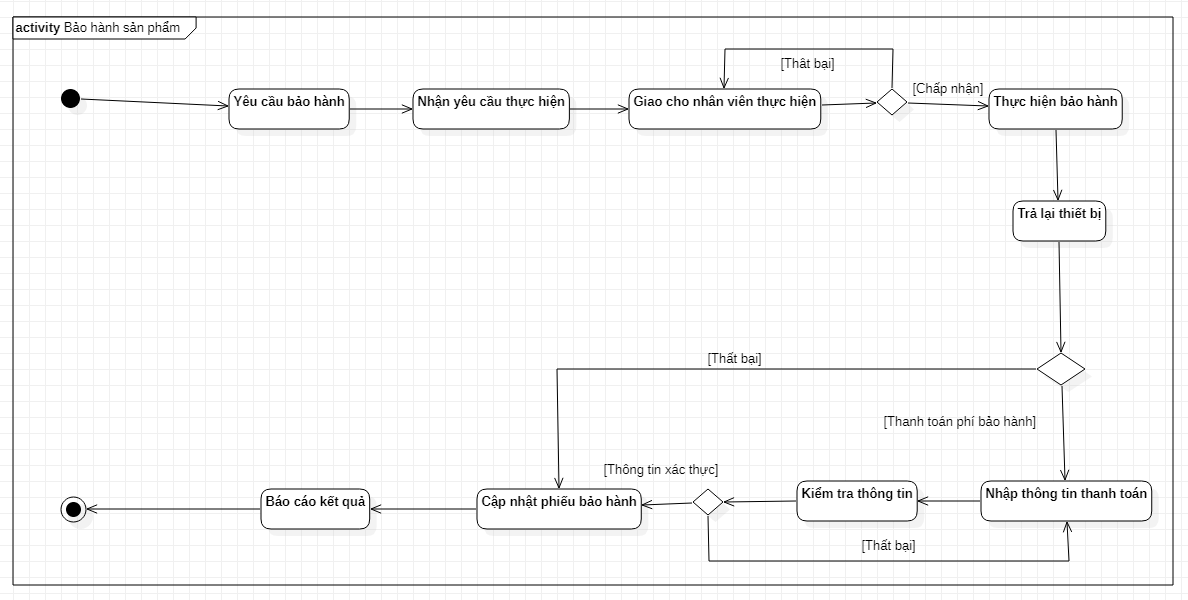 activity Bảo hành sản phẩm
[Thât bại]
[Chấp nhận]
Yêu cầu bảo hành
Nhận yêu cầu thực hiện
Giao cho nhân viên thực hiện
Thực hiện bảo hành
Trả lại thiết bị
[Thất bại]
[Thanh toán phí bảo hành]
[Thông tin xác thực]
Báo cáo kết quả
Cập nhật phiếu bảo hành
Kiểm tra thông tin
Nhập thông tin thanh toán
[Thất bại]